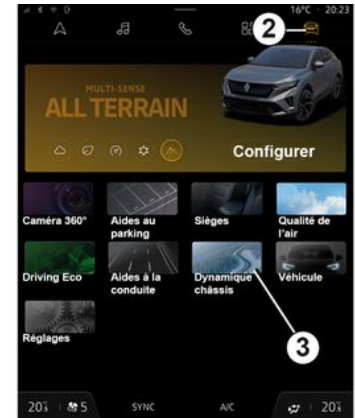 16°C 20:23
2
MULTI-SENSE
ALL TERRAIN
Configurer
Caméra 360°
Aides au
parking
Sièges
Qualité de
l'air
Driving Eco
Aides à la
conduite
Dynamique
châssis
Véhicule
3
Réglages
5 SYNC A/C